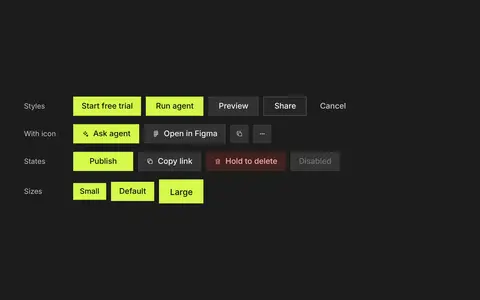 Styles Start free trial Run agent Preview Share Cancel
With icon Ask agent Open in Figma
States Publish Copy link Hold to delete Disabled
Sizes Small Default Large